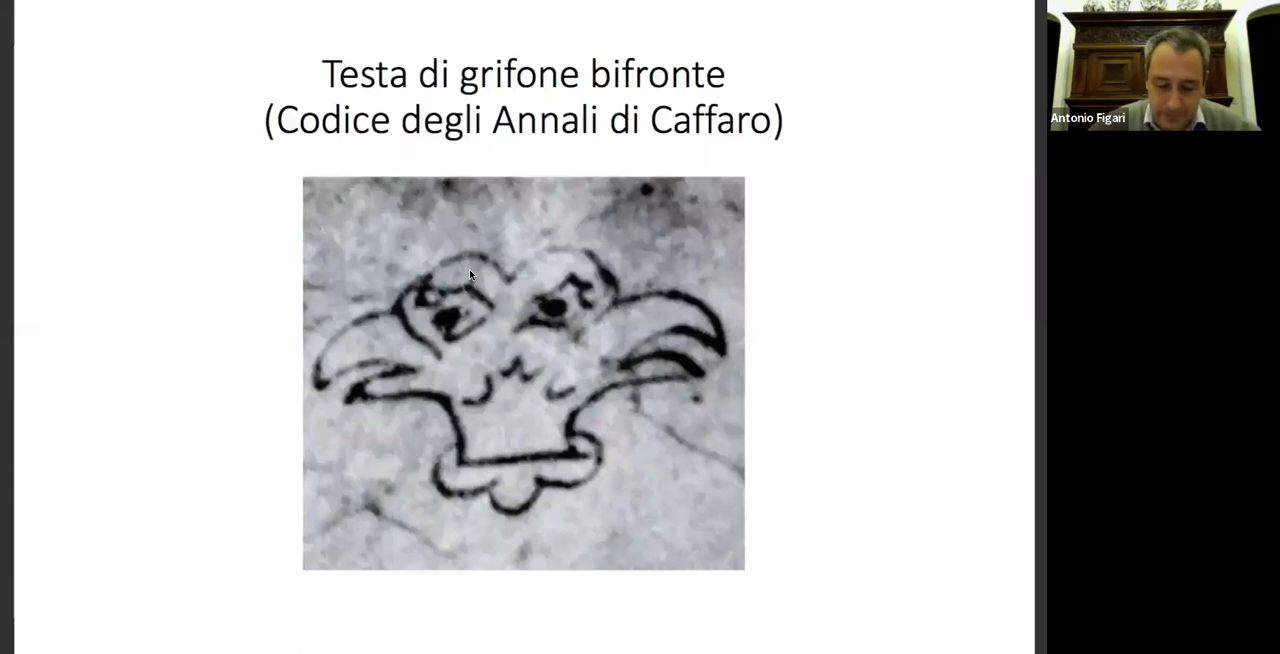 Testa di grifone bifronte
(Codice degli Annali di Caffaro)
Antonio Figari